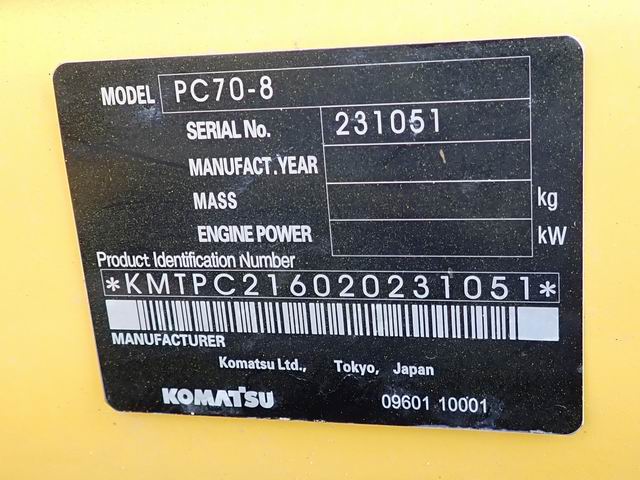 MODEL PC70-8
SERIAL No. 231051
MANUFACT.YEAR
MASS kg
ENGINE POWER kW
Product Identification Number
*KMTPC216020231051*
MANUFACTURER
Komatsu Ltd., Tokyo, Japan
KOMATSU 09601 10001